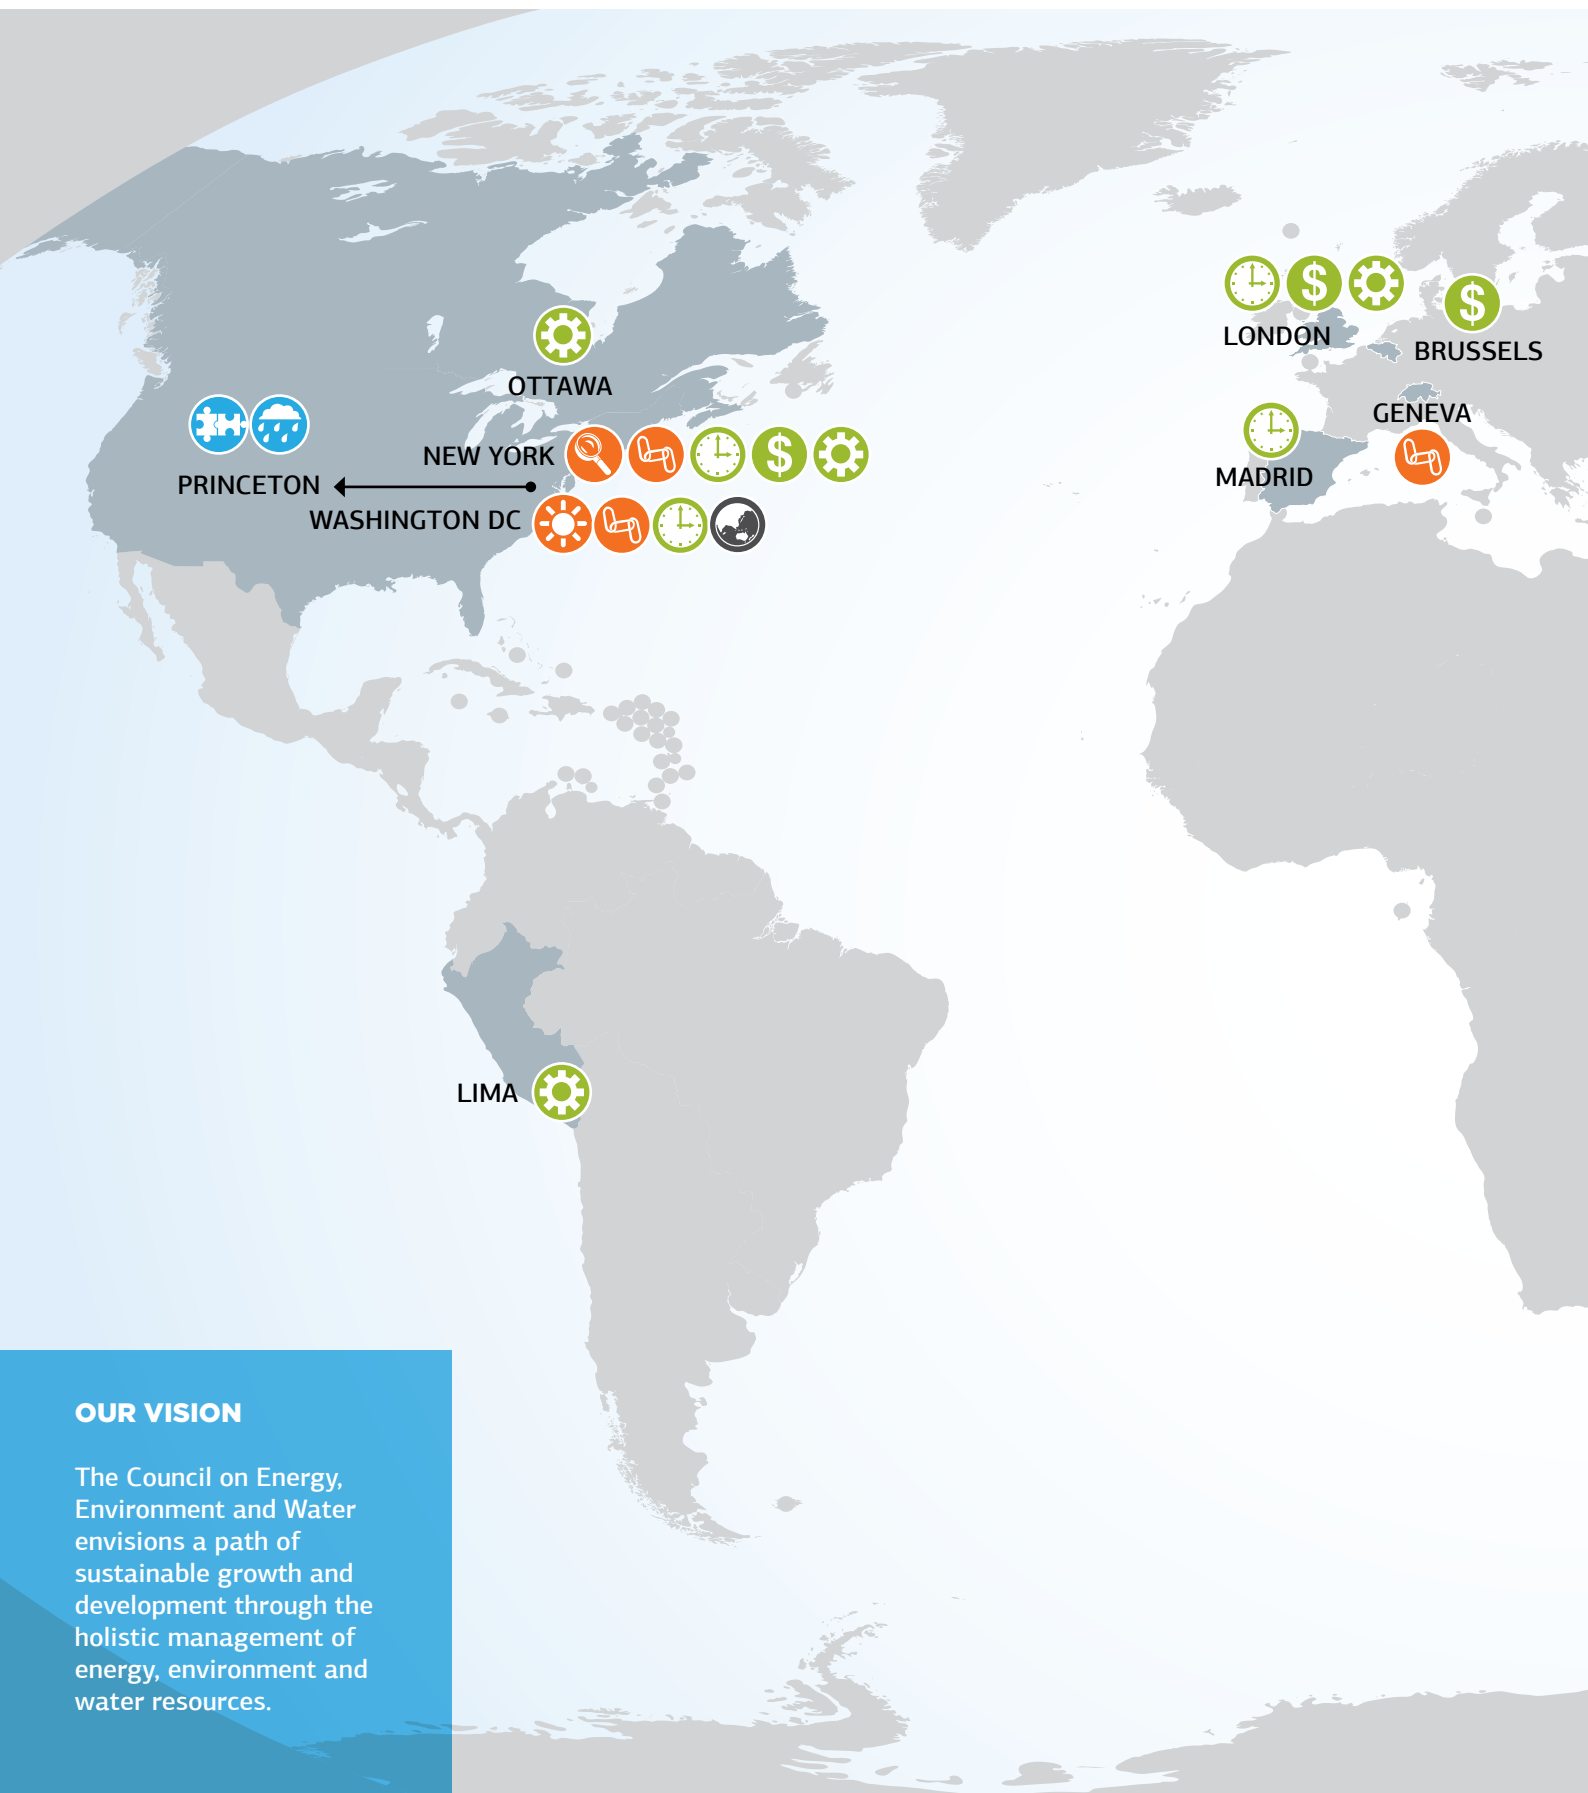 OTTAWA
NEW YORK
PRINCETON
WASHINGTON DC
LONDON
BRUSSELS
GENEVA
MADRID
LIMA
OUR VISION
The Council on Energy,
Environment and Water
envisions a path of
sustainable growth and
development through the
holistic management of
energy, environment and
water resources.